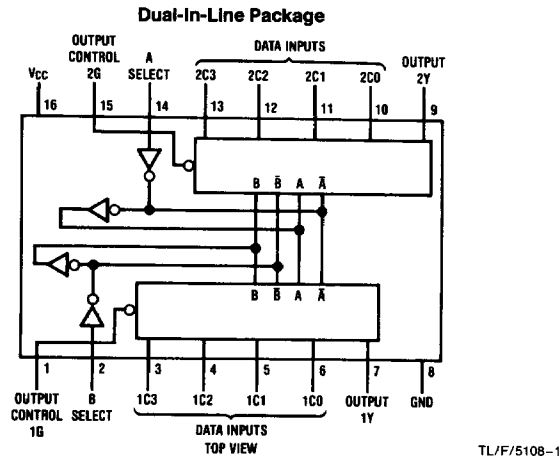 Dual-In-Line Package
OUTPUT
CONTROL
2G
A
SELECT
DATA INPUTS
2C3 2C2 2C1 2C0
OUTPUT
2Y
VCC
16 15 14 13 12 11 10 9
B B̅ A A̅
B B̅ A A̅
1 2 3 4 5 6 7 8
OUTPUT
CONTROL
1G
B
SELECT
1C3 1C2 1C1 1C0
DATA INPUTS
OUTPUT
1Y
GND
TOP VIEW
TL/F/5108–1